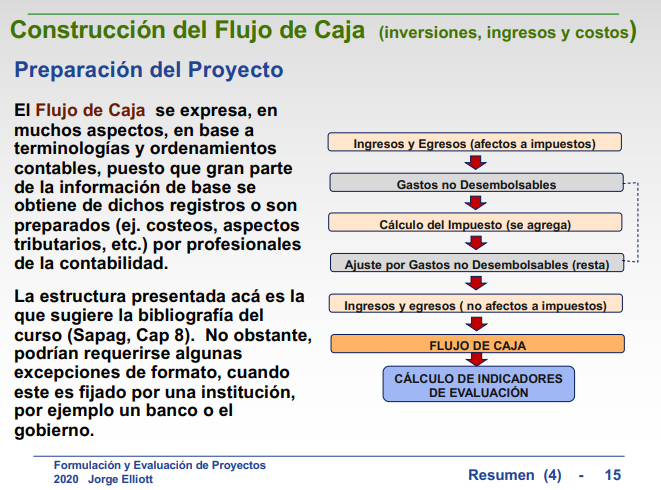 Construcción del Flujo de Caja (inversiones, ingresos y costos)
Preparación del Proyecto
El Flujo de Caja se expresa, en
muchos aspectos, en base a
terminologías y ordenamientos
contables, puesto que gran parte
de la información de base se
obtiene de dichos registros o son
preparados (ej. costeos, aspectos
tributarios, etc.) por profesionales
de la contabilidad.
La estructura presentada acá es la
que sugiere la bibliografía del
curso (Sapag, Cap 8). No obstante,
podrían requerirse algunas
excepciones de formato, cuando
este es fijado por una institución,
por ejemplo un banco o el
gobierno.
Ingresos y Egresos (afectos a impuestos)
Gastos no Desembolsables
Cálculo del Impuesto (se agrega)
Ajuste por Gastos no Desembolsables (resta)
Ingresos y egresos ( no afectos a impuestos)
FLUJO DE CAJA
CÁLCULO DE INDICADORES
DE EVALUACIÓN
Formulación y Evaluación de Proyectos
2020 Jorge Elliott
Resumen (4) - 15